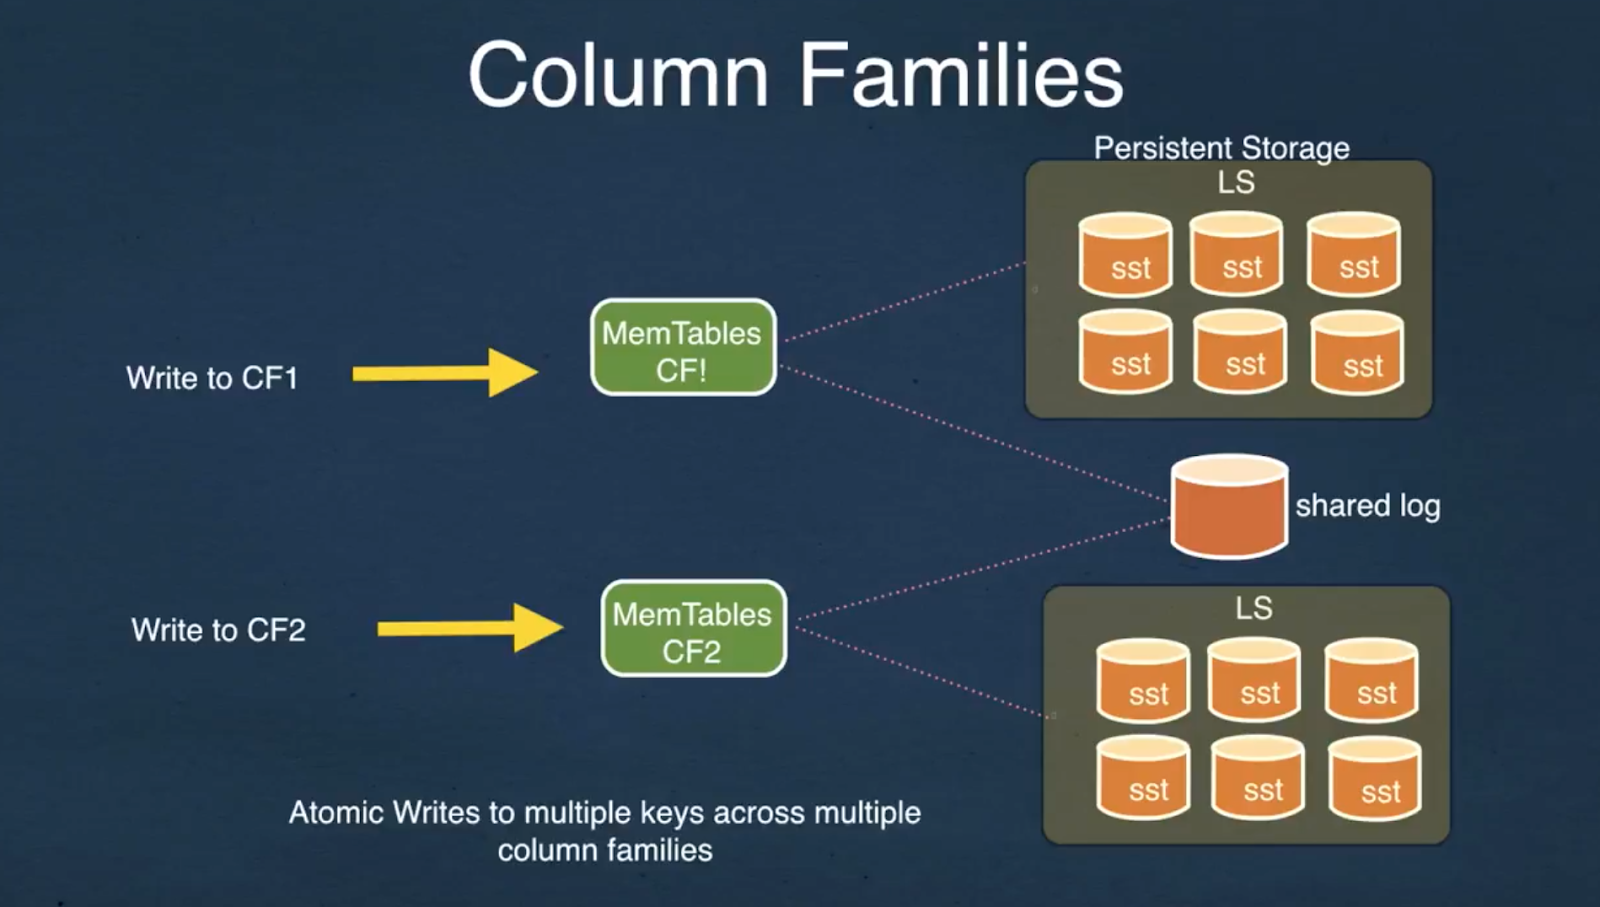 Column Families
Persistent Storage
LS
sst sst sst
sst sst sst
MemTables
CF!
Write to CF1
shared log
MemTables
CF2
Write to CF2
LS
sst sst sst
sst sst sst
Atomic Writes to multiple keys across multiple
column families